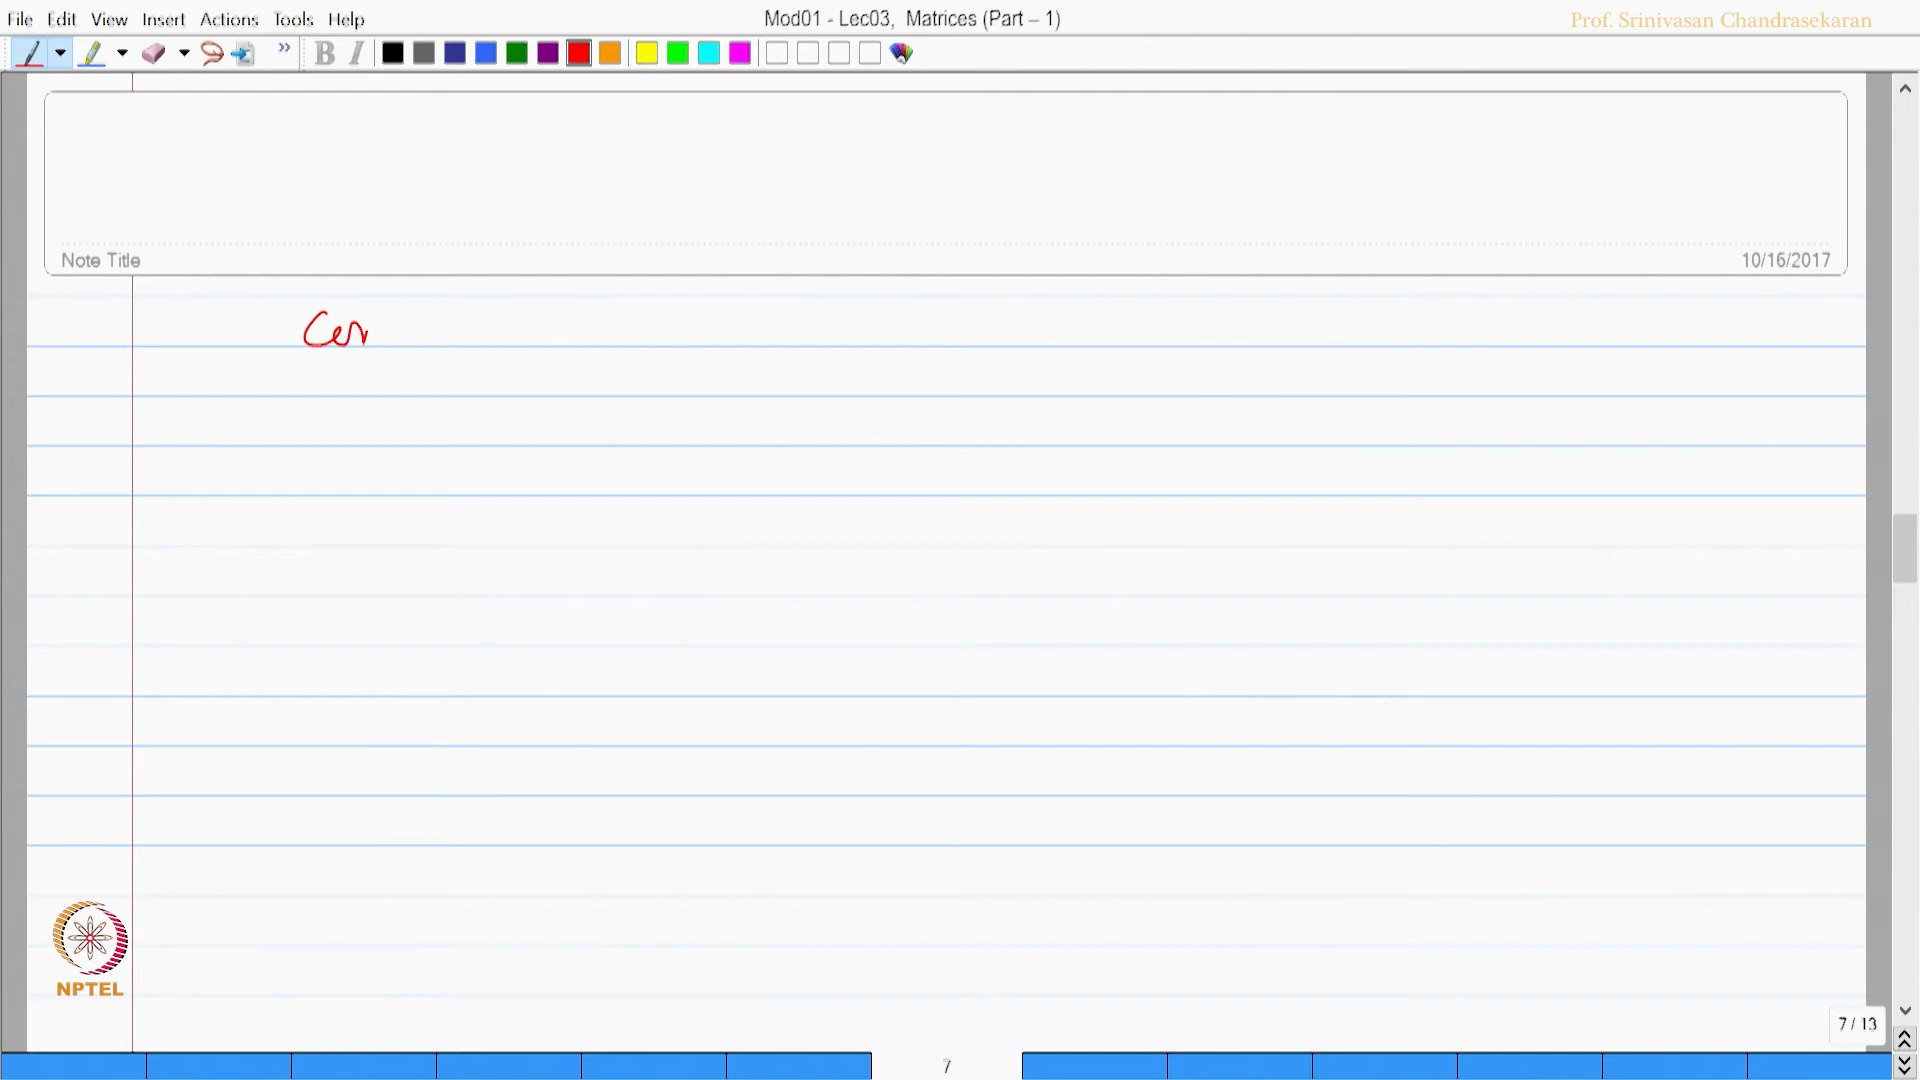 File Edit View Insert Actions Tools Help
Mod01 - Lec03, Matrices (Part – 1)
Prof. Srinivasan Chandrasekaran
B I
Note Title
10/16/2017
Cen
NPTEL
7 / 13
7